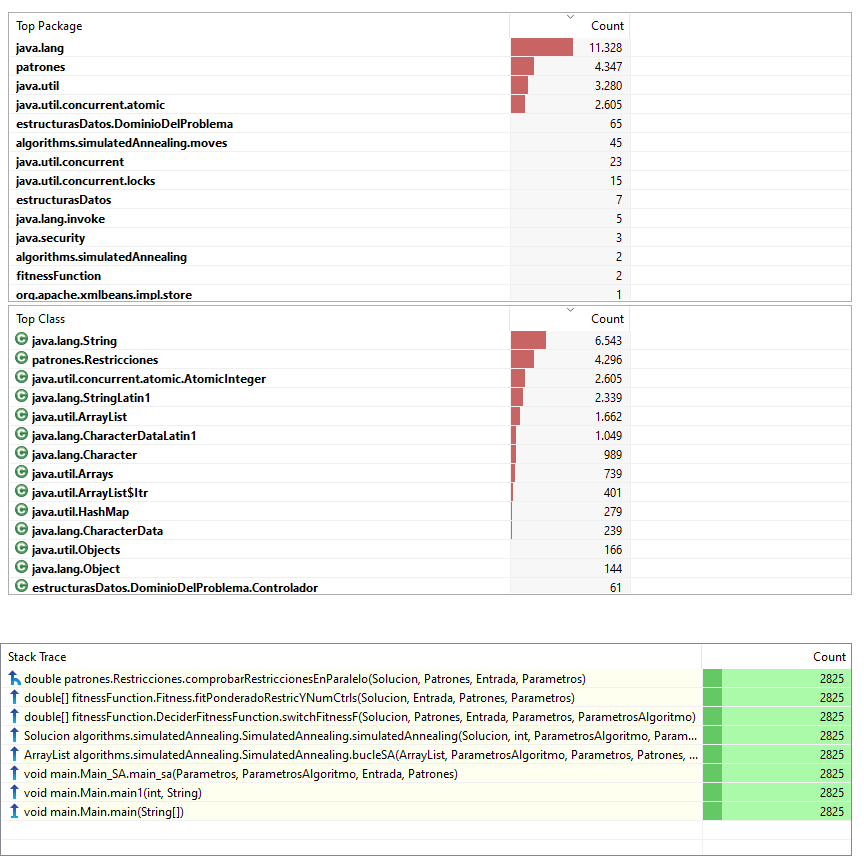 Top Package Count
java.lang 11.328
patrones 4.347
java.util 3.280
java.util.concurrent.atomic 2.605
estructurasDatos.DominioDelProblema 65
algorithms.simulatedAnnealing.moves 45
java.util.concurrent 23
java.util.concurrent.locks 15
estructurasDatos 7
java.lang.invoke 5
java.security 3
algorithms.simulatedAnnealing 2
fitnessFunction 2
org.apache.xmlbeans.impl.store 1
Top Class Count
java.lang.String 6.543
patrones.Restricciones 4.296
java.util.concurrent.atomic.AtomicInteger 2.605
java.lang.StringLatin1 2.339
java.util.ArrayList 1.662
java.lang.CharacterDataLatin1 1.049
java.lang.Character 989
java.util.Arrays 739
java.util.ArrayList$Itr 401
java.util.HashMap 279
java.lang.CharacterData 239
java.util.Objects 166
java.lang.Object 144
estructurasDatos.DominioDelProblema.Controlador 61
Stack Trace Count
double patrones.Restricciones.comprobarRestriccionesEnParalelo(Solucion, Patrones, Entrada, Parametros) 2825
double[] fitnessFunction.Fitness.fitPonderadoRestricYNumCtrls(Solucion, Entrada, Patrones, Parametros) 2825
double[] fitnessFunction.DeciderFitnessFunction.switchFitnessF(Solucion, Patrones, Entrada, Parametros, ParametrosAlgoritmo) 2825
Solucion algorithms.simulatedAnnealing.SimulatedAnnealing.simulatedAnnealing(Solucion, int, ParametrosAlgoritmo, Param... 2825
ArrayList algorithms.simulatedAnnealing.SimulatedAnnealing.bucleSA(ArrayList, ParametrosAlgoritmo, Parametros, Patrones, ... 2825
void main.Main_SA.main_sa(Parametros, ParametrosAlgoritmo, Entrada, Patrones) 2825
void main.Main.main1(int, String) 2825
void main.Main.main(String[]) 2825